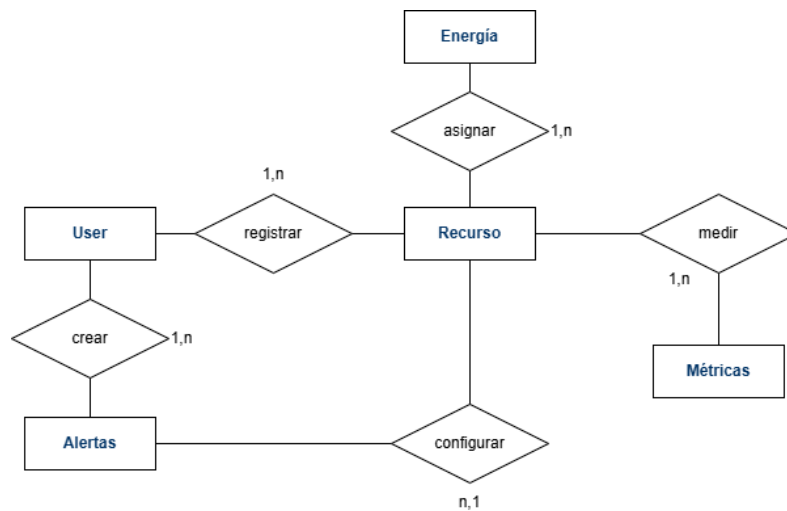 Energía
asignar
1,n
1,n
User
registrar
Recurso
medir
1,n
crear
1,n
Métricas
Alertas
configurar
n,1